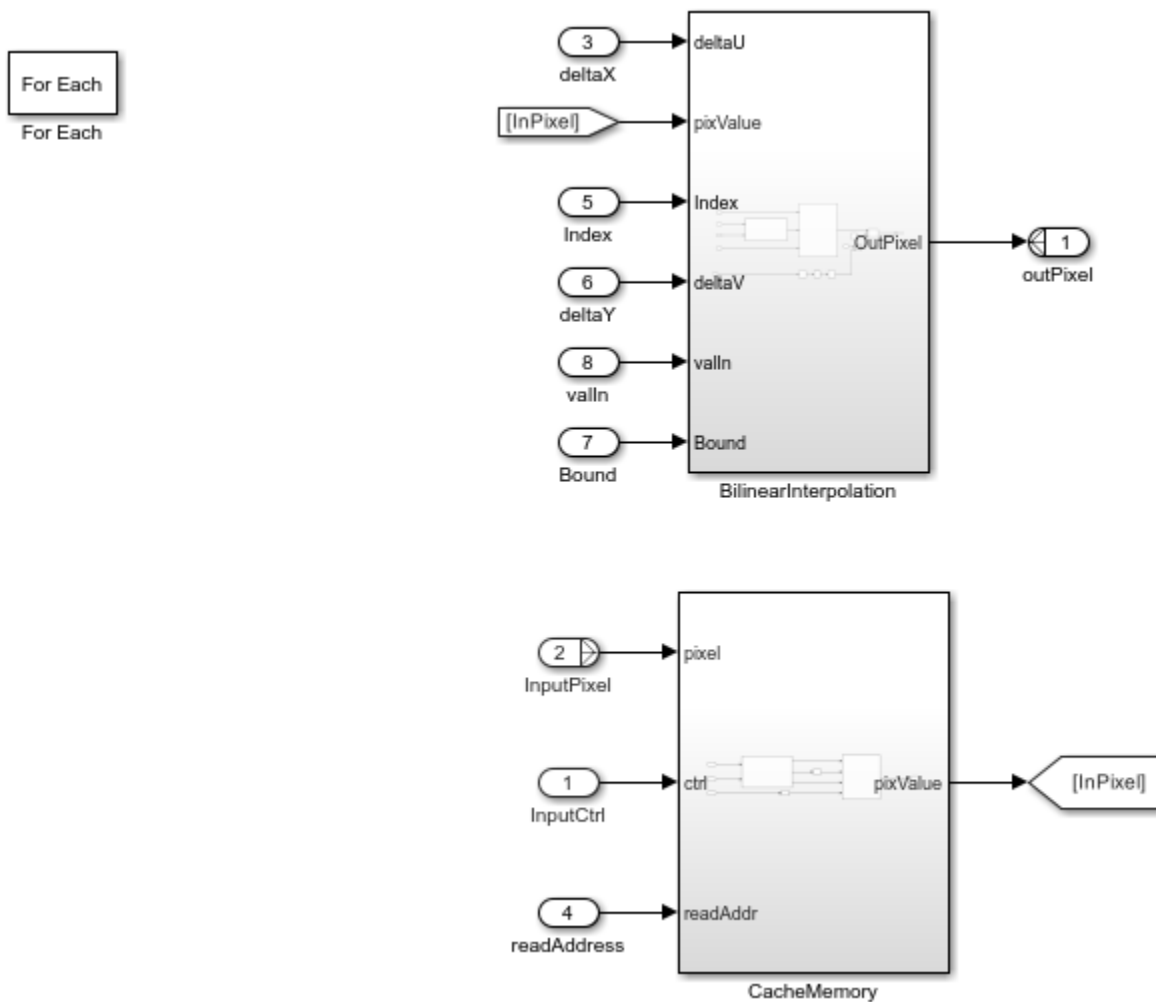 For Each
For Each
3
deltaX
deltaU
[InPixel]
pixValue
5
Index
Index
OutPixel
1
outPixel
6
deltaY
deltaV
8
valIn
valIn
7
Bound
Bound
BilinearInterpolation
2
InputPixel
pixel
1
InputCtrl
ctrl
pixValue
[InPixel]
4
readAddress
readAddr
CacheMemory